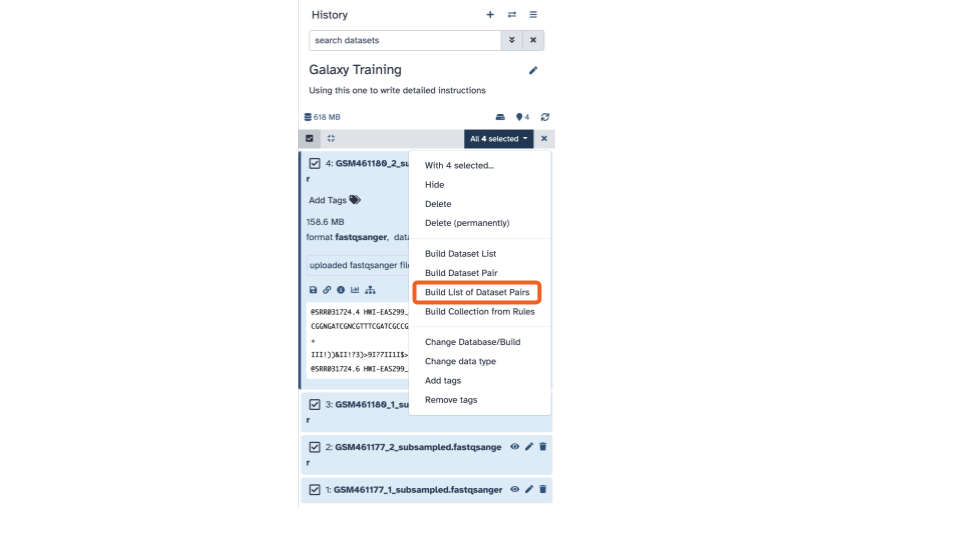 History
search datasets
Galaxy Training
Using this one to write detailed instructions
618 MB
4
All 4 selected
4: GSM461180_2_su
r
Add Tags
158.6 MB
format fastqsanger, data
uploaded fastqsanger file
@SRR031724.4 HWI-EAS299_
CGGNGATCGNCGTTTCGATCGCCG
+
III!))&II!?3)>9I?7II1I$>
@SRR031724.6 HWI-EAS299_
With 4 selected...
Hide
Delete
Delete (permanently)
Build Dataset List
Build Dataset Pair
Build List of Dataset Pairs
Build Collection from Rules
Change Database/Build
Change data type
Add tags
Remove tags
3: GSM461180_1_su
r
2: GSM461177_2_subsampled.fastqsange
r
1: GSM461177_1_subsampled.fastqsanger